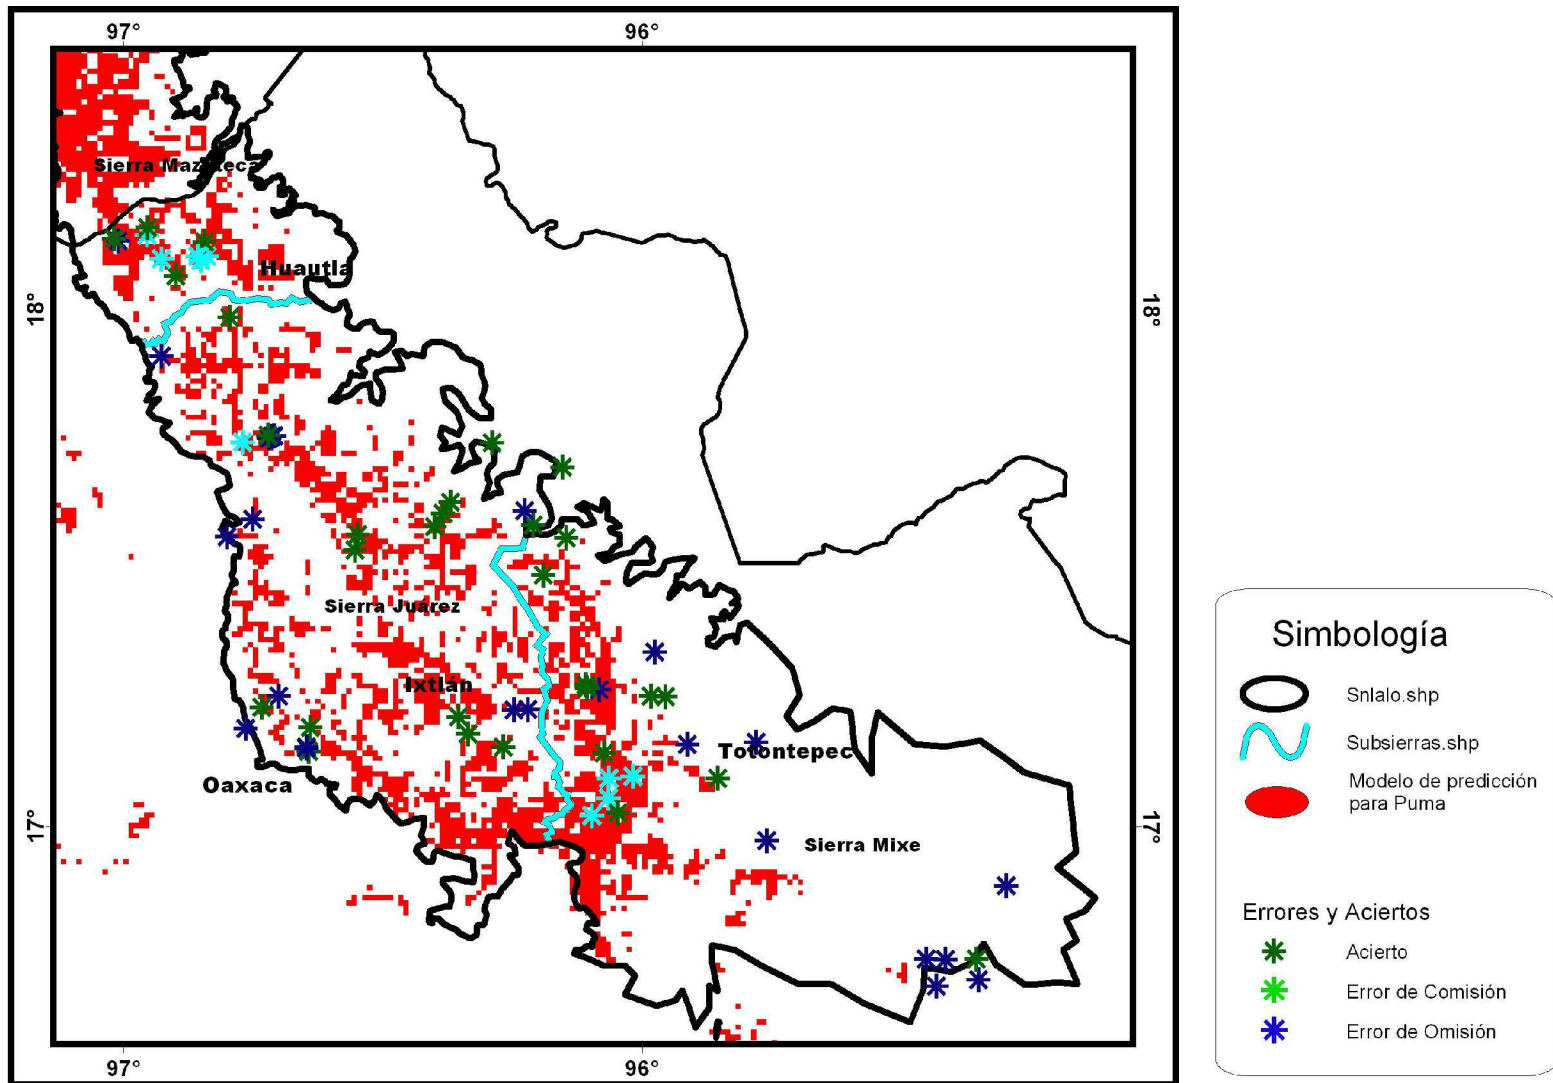 97°
96°
Sierra Mazateca
Huautla
18°
18°
Sierra Juárez
Ixtlán
Totontepec
Oaxaca
17°
17°
Sierra Mixe
97°
96°
Simbología
Snlalo.shp
Subsierras.shp
Modelo de predicción
para Puma
Errores y Aciertos
Acierto
Error de Comisión
Error de Omisión